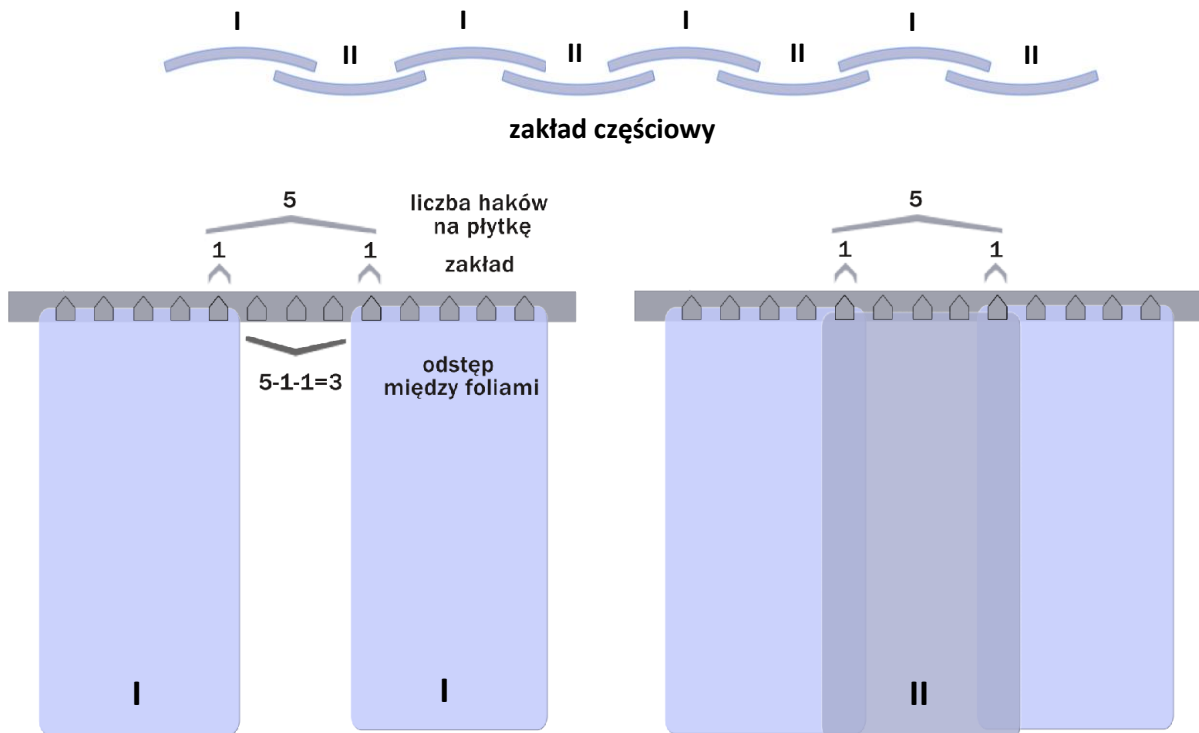 I I I I
II II II II
zakład częściowy
5
liczba haków
na płytkę
1 1
zakład
5-1-1=3
odstęp
między foliami
I I
5
1 1
II